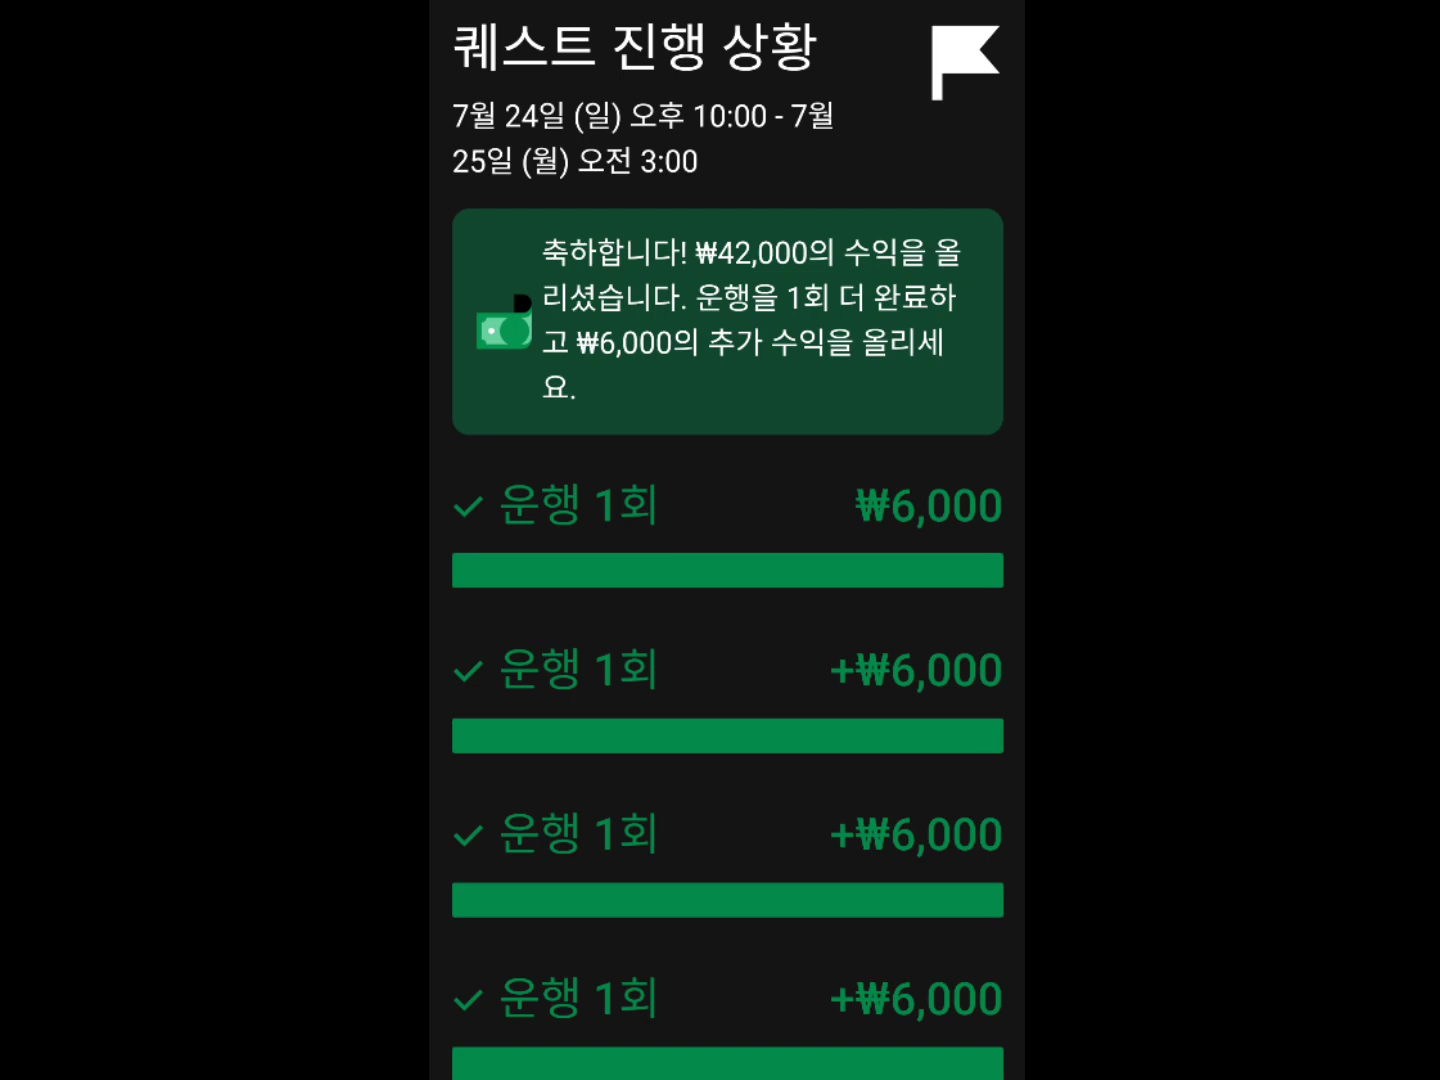 퀘스트 진행 상황
7월 24일 (일) 오후 10:00 - 7월
25일 (월) 오전 3:00
축하합니다! ₩42,000의 수익을 올
리셨습니다. 운행을 1회 더 완료하
고 ₩6,000의 추가 수익을 올리세
요.
운행 1회 ₩6,000
운행 1회 +₩6,000
운행 1회 +₩6,000
운행 1회 +₩6,000